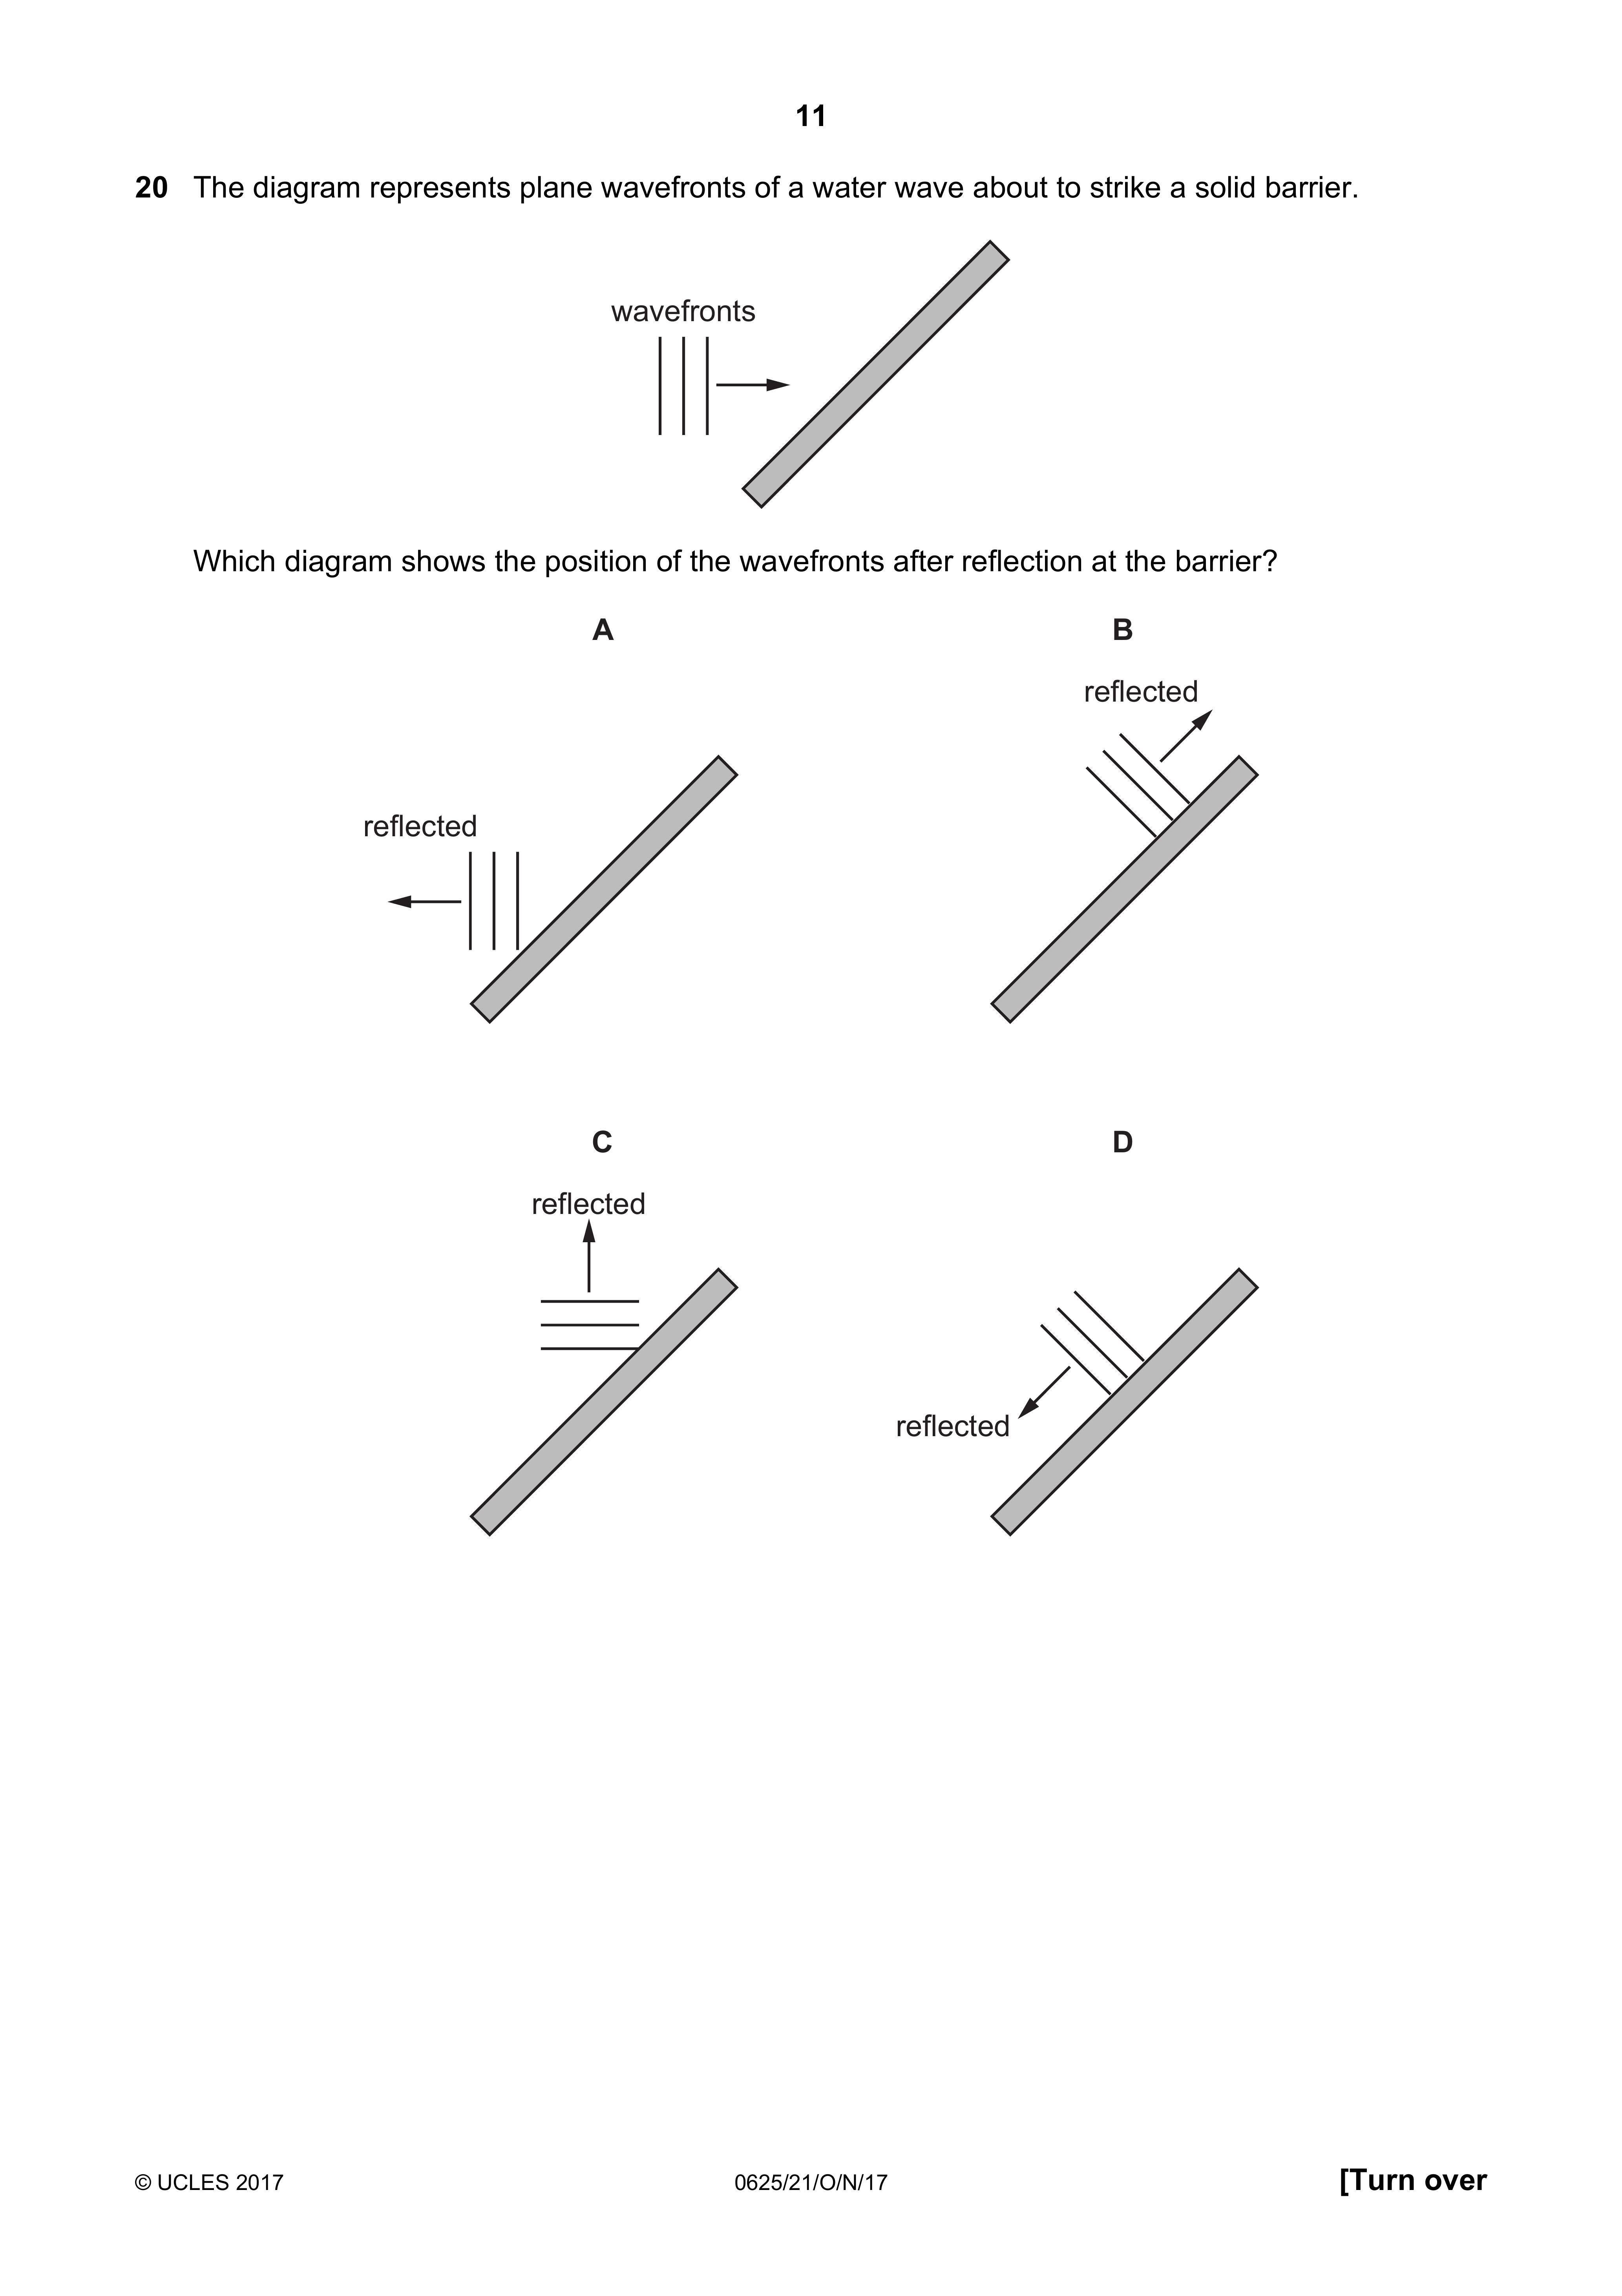 11
20 The diagram represents plane wavefronts of a water wave about to strike a solid barrier.
wavefronts
Which diagram shows the position of the wavefronts after reflection at the barrier?
A
B
reflected
reflected
C
D
reflected
reflected
© UCLES 2017
0625/21/O/N/17
[Turn over